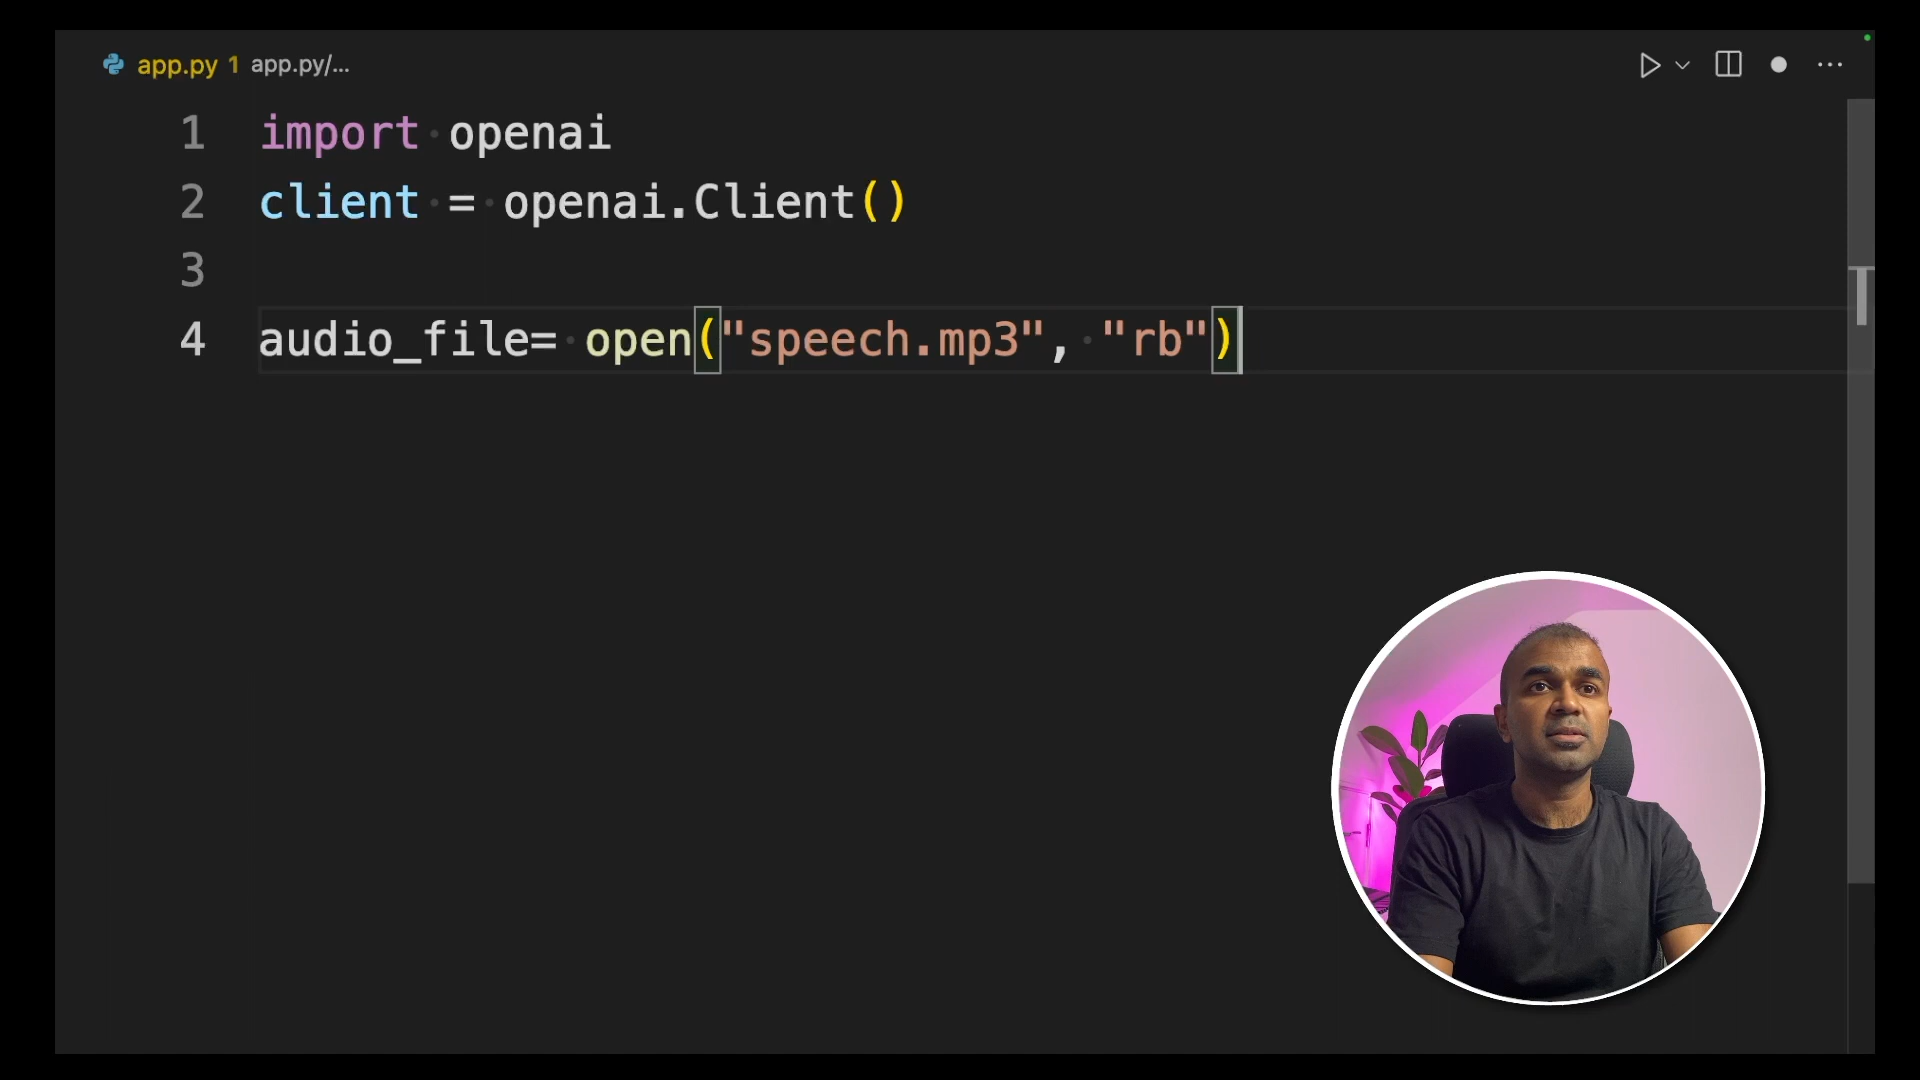 app.py 1 app.py/...
1 import openai
2 client = openai.Client()
3
4 audio_file= open("speech.mp3", "rb")